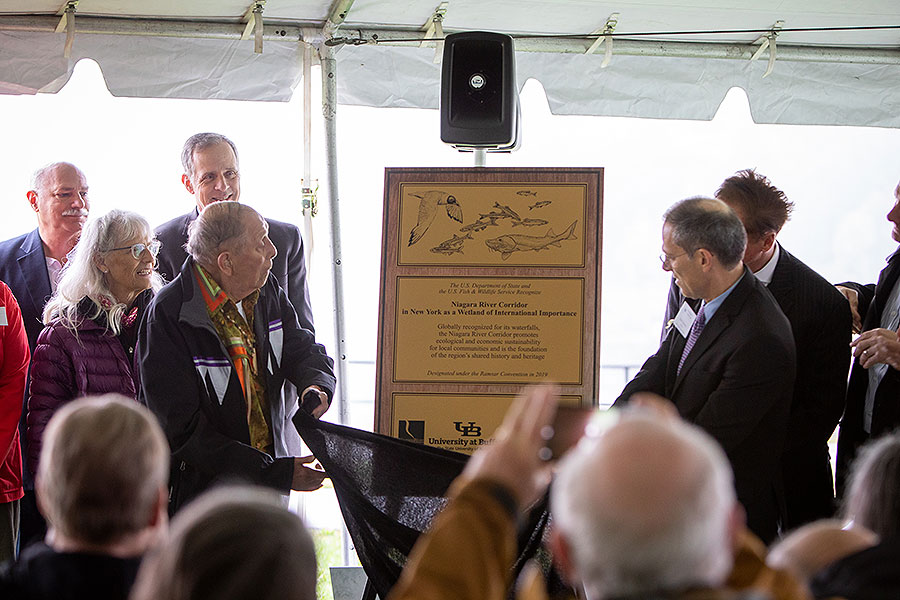 The U.S. Department of State and
the U.S. Fish & Wildlife Service Recognize
Niagara River Corridor
in New York as a Wetland of International Importance
Globally recognized for its waterfalls,
the Niagara River Corridor promotes
ecological and economic sustainability
for local communities and is the foundation
of the region's shared history and heritage
Designated under the Ramsar Convention in 2019
UB
University at Buff